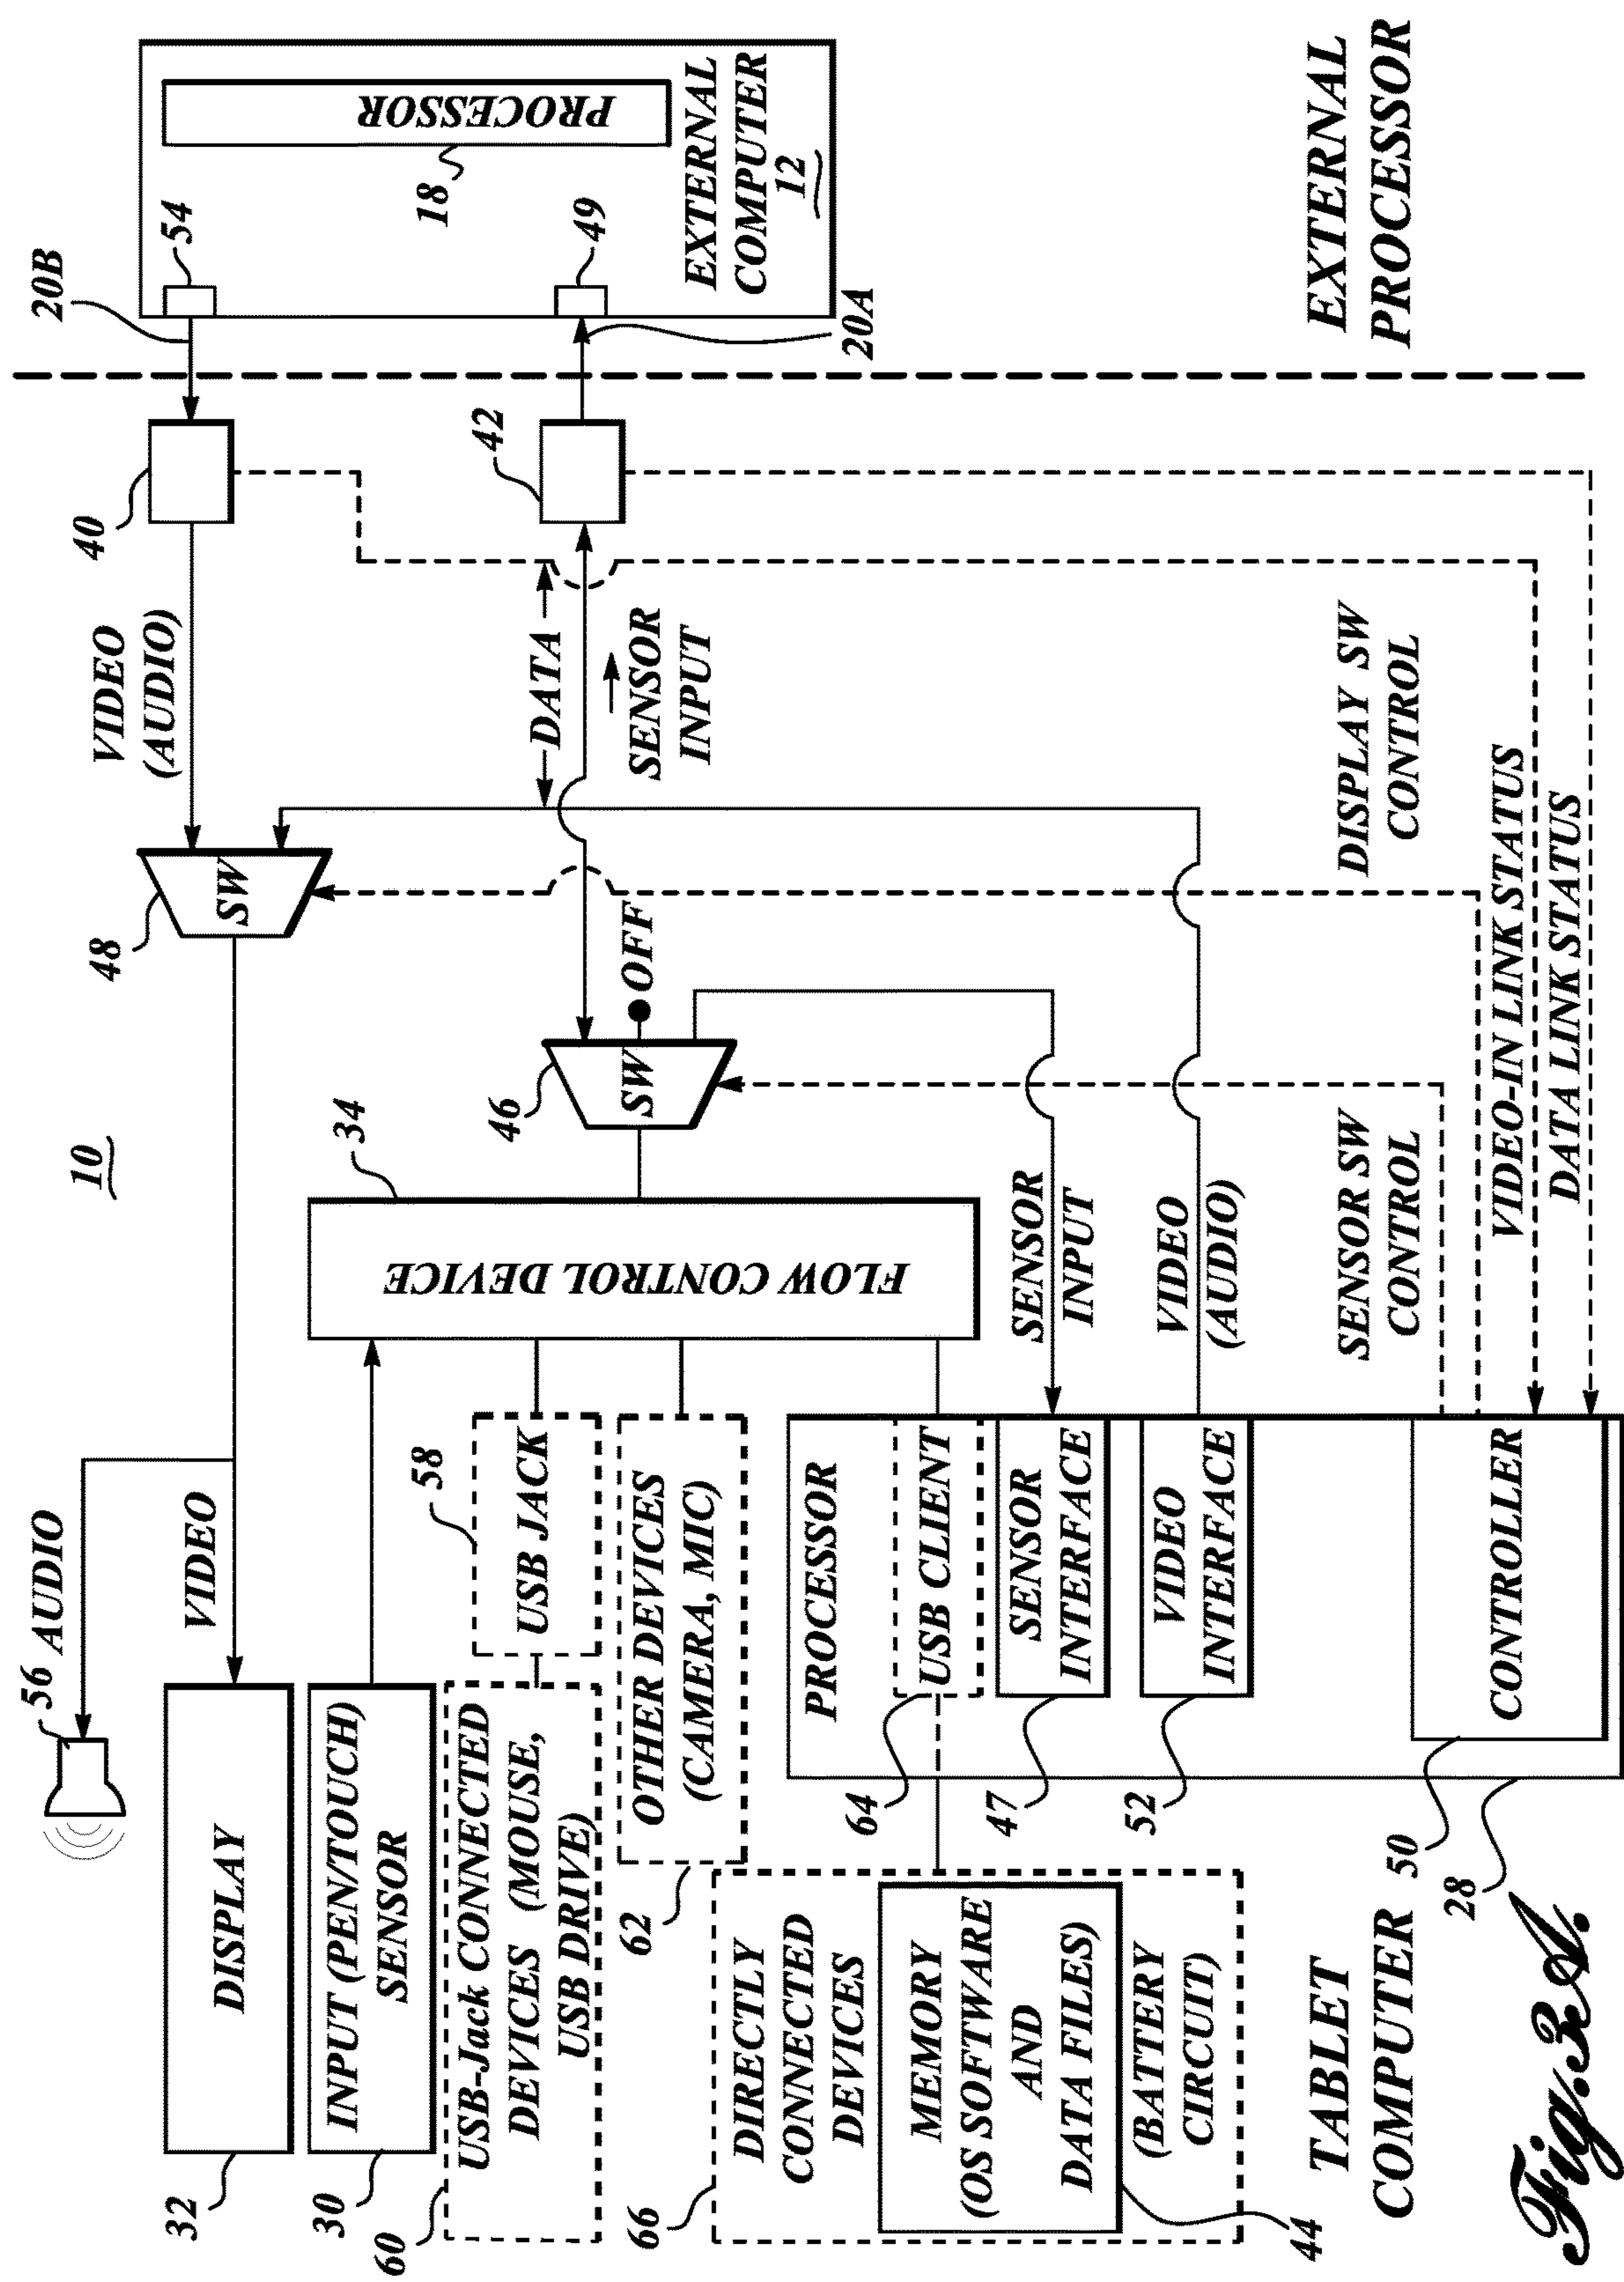 10
56
AUDIO
VIDEO
48
SW
VIDEO
(AUDIO)
40
20B
54
PROCESSOR
18
49
EXTERNAL
COMPUTER
12
20A
42
DATA
SENSOR
INPUT
OFF
46
SW
34
FLOW CONTROL DEVICE
32
DISPLAY
30
INPUT (PEN/TOUCH)
SENSOR
58
USB JACK
60
USB-Jack CONNECTED
DEVICES (MOUSE,
USB DRIVE)
62
OTHER DEVICES
(CAMERA, MIC)
66
DIRECTLY
CONNECTED
DEVICES
MEMORY
(OS SOFTWARE
AND
DATA FILES)
(BATTERY
CIRCUIT)
44
PROCESSOR
64
USB CLIENT
47
SENSOR
INTERFACE
52
VIDEO
INTERFACE
50
CONTROLLER
28
SENSOR
INPUT
VIDEO
(AUDIO)
SENSOR SW
CONTROL
DISPLAY SW
CONTROL
VIDEO-IN LINK STATUS
DATA LINK STATUS
TABLET
COMPUTER
EXTERNAL
PROCESSOR
Fig.3A.